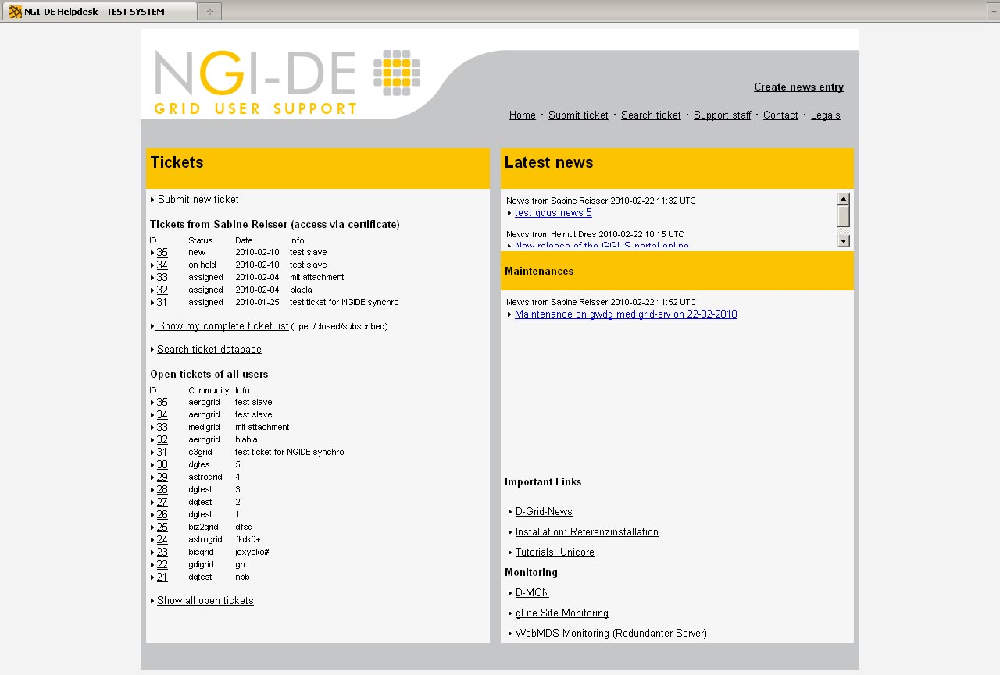 NGI-DE Helpdesk - TEST SYSTEM
NGI-DE
GRID USER SUPPORT
Create news entry
Home · Submit ticket · Search ticket · Support staff · Contact · Legals
Tickets
Submit new ticket
Tickets from Sabine Reisser (access via certificate)
ID Status Date Info
35 new 2010-02-10 test slave
34 on hold 2010-02-10 test slave
33 assigned 2010-02-04 mit attachment
32 assigned 2010-02-04 blabla
31 assigned 2010-01-25 test ticket for NGIDE synchro
Show my complete ticket list (open/closed/subscribed)
Search ticket database
Open tickets of all users
ID Community Info
35 aerogrid test slave
34 aerogrid test slave
33 medigrid mit attachment
32 aerogrid blabla
31 c3grid test ticket for NGIDE synchro
30 dgtes 5
29 astrogrid 4
28 dgtest 3
27 dgtest 2
26 dgtest 1
25 biz2grid dfsd
24 astrogrid fkdkü+
23 bisgrid jcxyökö#
22 gdigrid gh
21 dgtest nbb
Show all open tickets
Latest news
News from Sabine Reisser 2010-02-22 11:32 UTC
test ggus news 5
News from Helmut Dres 2010-02-22 10:15 UTC
New release of the GGUS portal online
Maintenances
News from Sabine Reisser 2010-02-22 11:52 UTC
Maintenance on gwdg medigrid-srv on 22-02-2010
Important Links
D-Grid-News
Installation: Referenzinstallation
Tutorials: Unicore
Monitoring
D-MON
gLite Site Monitoring
WebMDS Monitoring (Redundanter Server)